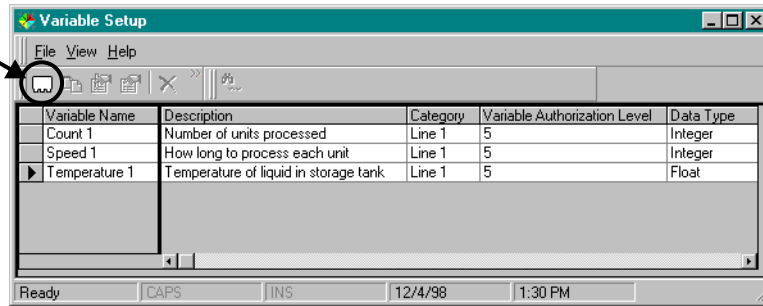 Variable Setup
File View Help
Variable Name Description Category Variable Authorization Level Data Type
Count 1 Number of units processed Line 1 5 Integer
Speed 1 How long to process each unit Line 1 5 Integer
Temperature 1 Temperature of liquid in storage tank Line 1 5 Float
Ready CAPS INS 12/4/98 1:30 PM